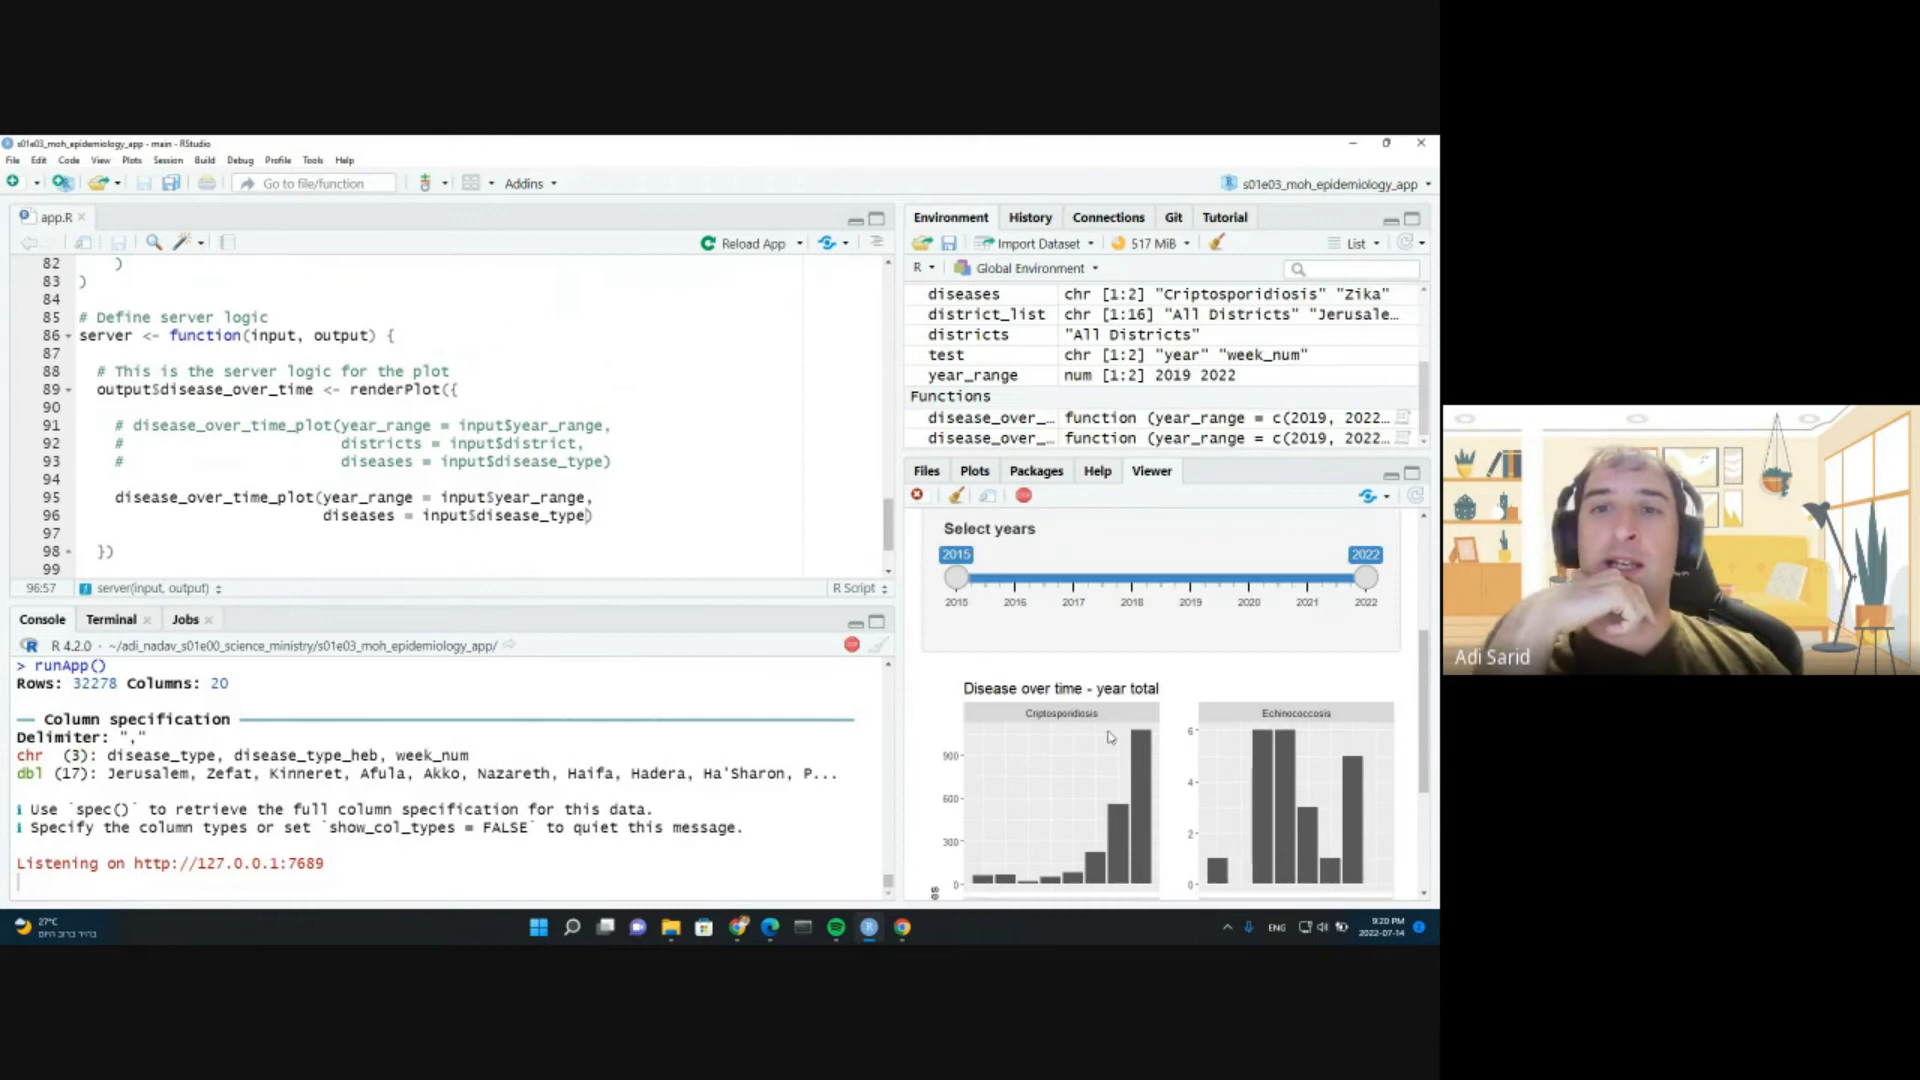 s01e03_moh_epidemiology_app - main - RStudio
File Edit Code View Plots Session Build Debug Profile Tools Help
Go to file/function
Addins
s01e03_moh_epidemiology_app
app.R
Reload App
82 )
83 )
84
85 # Define server logic
86 server <- function(input, output) {
87
88 # This is the server logic for the plot
89 output$disease_over_time <- renderPlot({
90
91 # disease_over_time_plot(year_range = input$year_range,
92 # districts = input$district,
93 # diseases = input$disease_type)
94
95 disease_over_time_plot(year_range = input$year_range,
96 diseases = input$disease_type)
97
98 })
99
96:57 server(input, output) R Script
Console Terminal Jobs
R 4.2.0 · ~/adi_nadav_s01e00_science_ministry/s01e03_moh_epidemiology_app/
> runApp()
Rows: 32278 Columns: 20
── Column specification ──
Delimiter: ","
chr (3): disease_type, disease_type_heb, week_num
dbl (17): Jerusalem, Zefat, Kinneret, Afula, Akko, Nazareth, Haifa, Hadera, Ha'Sharon, P...
ℹ Use `spec()` to retrieve the full column specification for this data.
ℹ Specify the column types or set `show_col_types = FALSE` to quiet this message.
Listening on http://127.0.0.1:7689
Environment History Connections Git Tutorial
Import Dataset 517 MiB List
R Global Environment
diseases chr [1:2] "Criptosporidiosis" "Zika"
district_list chr [1:16] "All Districts" "Jerusale…
districts "All Districts"
test chr [1:2] "year" "week_num"
year_range num [1:2] 2019 2022
Functions
disease_over_… function (year_range = c(2019, 2022…
disease_over_… function (year_range = c(2019, 2022…
Files Plots Packages Help Viewer
Select years
2015 2022
2015 2016 2017 2018 2019 2020 2021 2022
Disease over time - year total
Criptosporidiosis
Echinococcosis
900
600
300
0
6
4
2
0
Adi Sarid
27°C
ENG
9:20 PM
2022-07-14